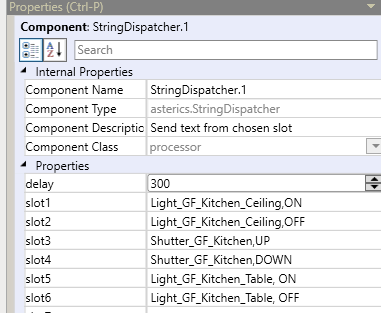 Properties (Ctrl-P)
Component: StringDispatcher.1
Search
Internal Properties
Component Name StringDispatcher.1
Component Type asterics.StringDispatcher
Component Descriptio Send text from chosen slot
Component Class processor
Properties
delay 300
slot1 Light_GF_Kitchen_Ceiling,ON
slot2 Light_GF_Kitchen_Ceiling,OFF
slot3 Shutter_GF_Kitchen,UP
slot4 Shutter_GF_Kitchen,DOWN
slot5 Light_GF_Kitchen_Table, ON
slot6 Light_GF_Kitchen_Table, OFF